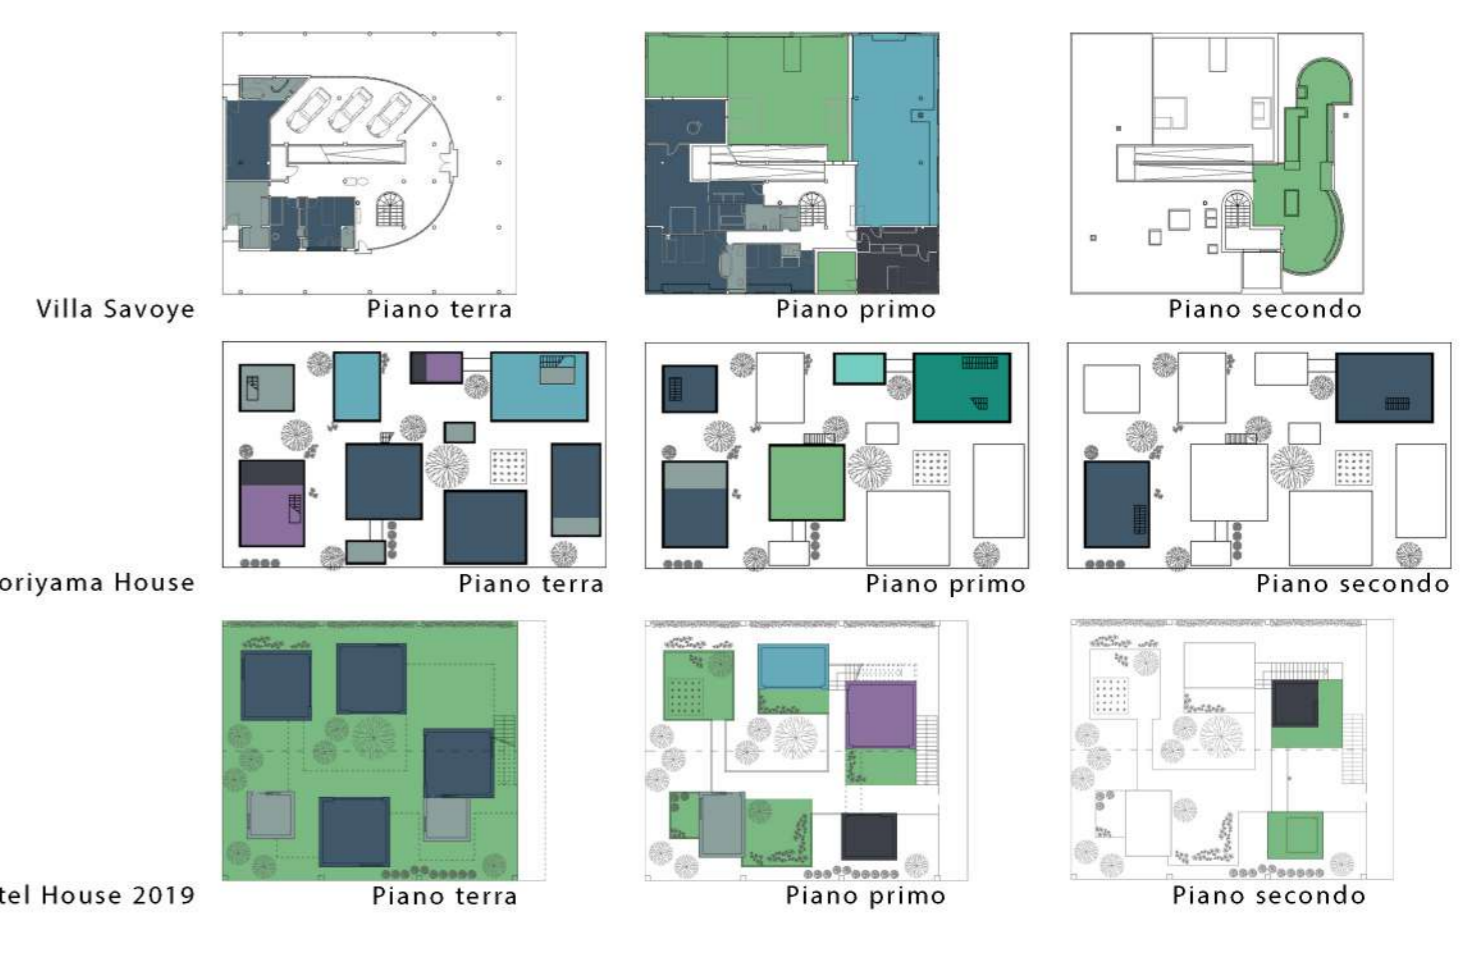 Villa Savoye Piano terra Piano primo Piano secondo
oriyama House Piano terra Piano primo Piano secondo
tel House 2019 Piano terra Piano primo Piano secondo